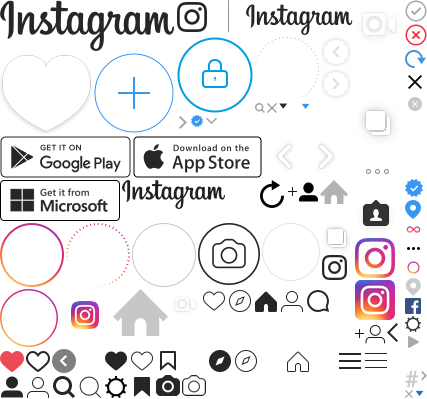 Instagram
Instagram
GET IT ON
Google Play
Download on the
App Store
Get it from
Microsoft
Instagram